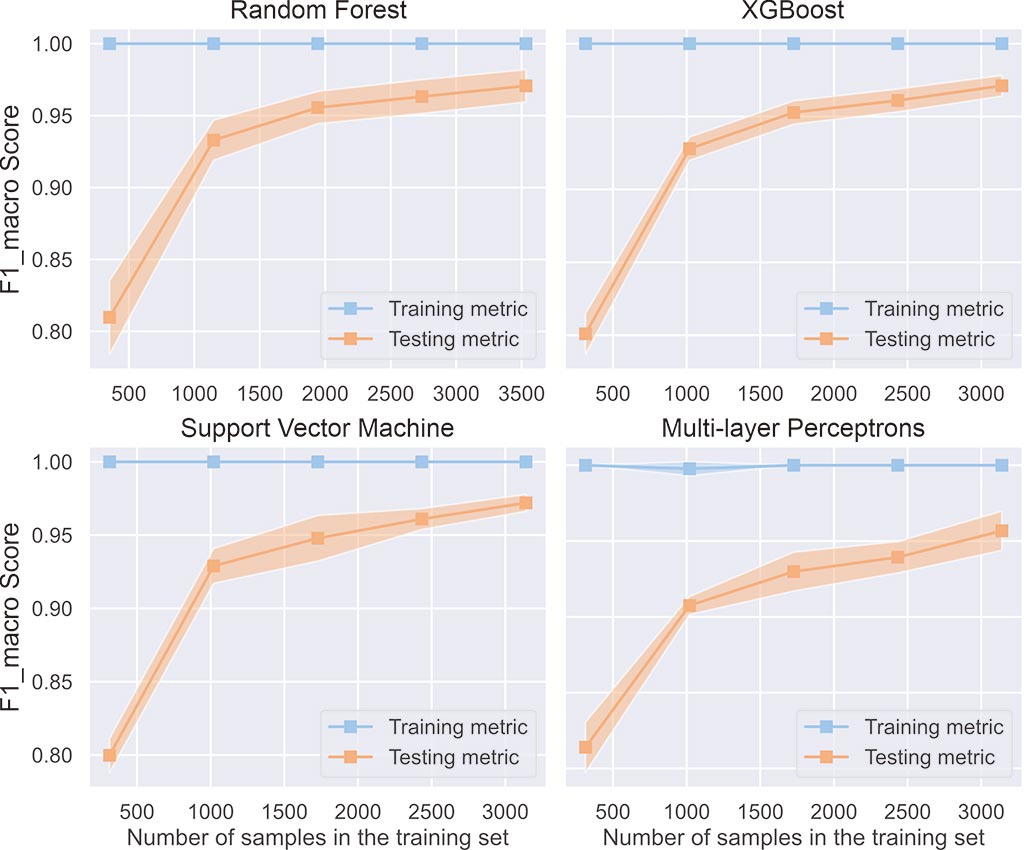 Random Forest
XGBoost
F1_macro Score
1.00
0.95
0.90
0.85
0.80
Training metric
Testing metric
500 1000 1500 2000 2500 3000 3500
Training metric
Testing metric
500 1000 1500 2000 2500 3000
Support Vector Machine
Multi-layer Perceptrons
F1_macro Score
1.00
0.95
0.90
0.85
0.80
Training metric
Testing metric
500 1000 1500 2000 2500 3000
Number of samples in the training set
Training metric
Testing metric
500 1000 1500 2000 2500 3000
Number of samples in the training set